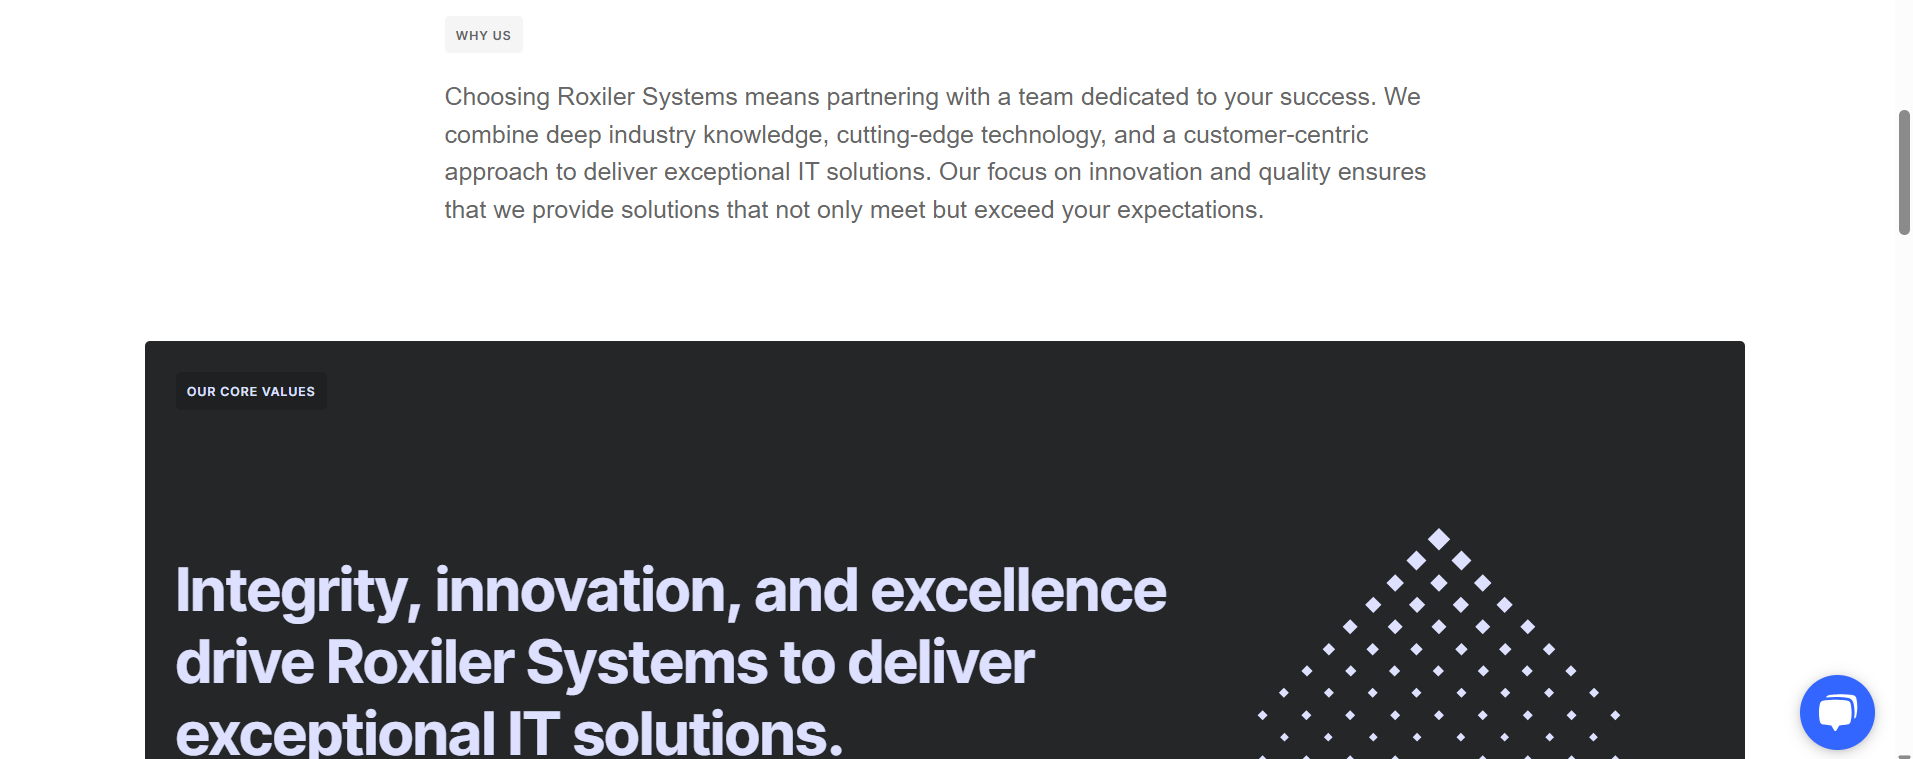 WHY US
Choosing Roxiler Systems means partnering with a team dedicated to your success. We
combine deep industry knowledge, cutting-edge technology, and a customer-centric
approach to deliver exceptional IT solutions. Our focus on innovation and quality ensures
that we provide solutions that not only meet but exceed your expectations.
OUR CORE VALUES
Integrity, innovation, and excellence
drive Roxiler Systems to deliver
exceptional IT solutions.